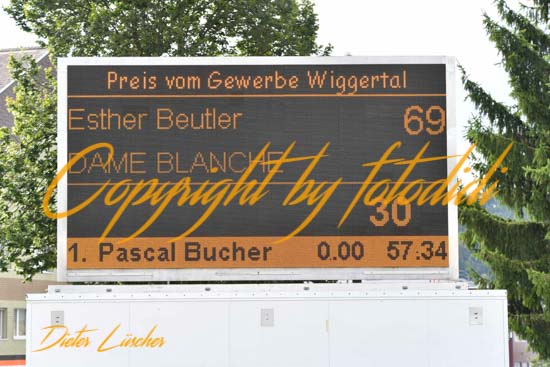 Preis vom Gewerbe Wiggertal
Esther Beutler 69
DAME BLANCHE
Copyright by fotodidi
30
1. Pascal Bucher 0.00 57:34
Dieter Lüscher